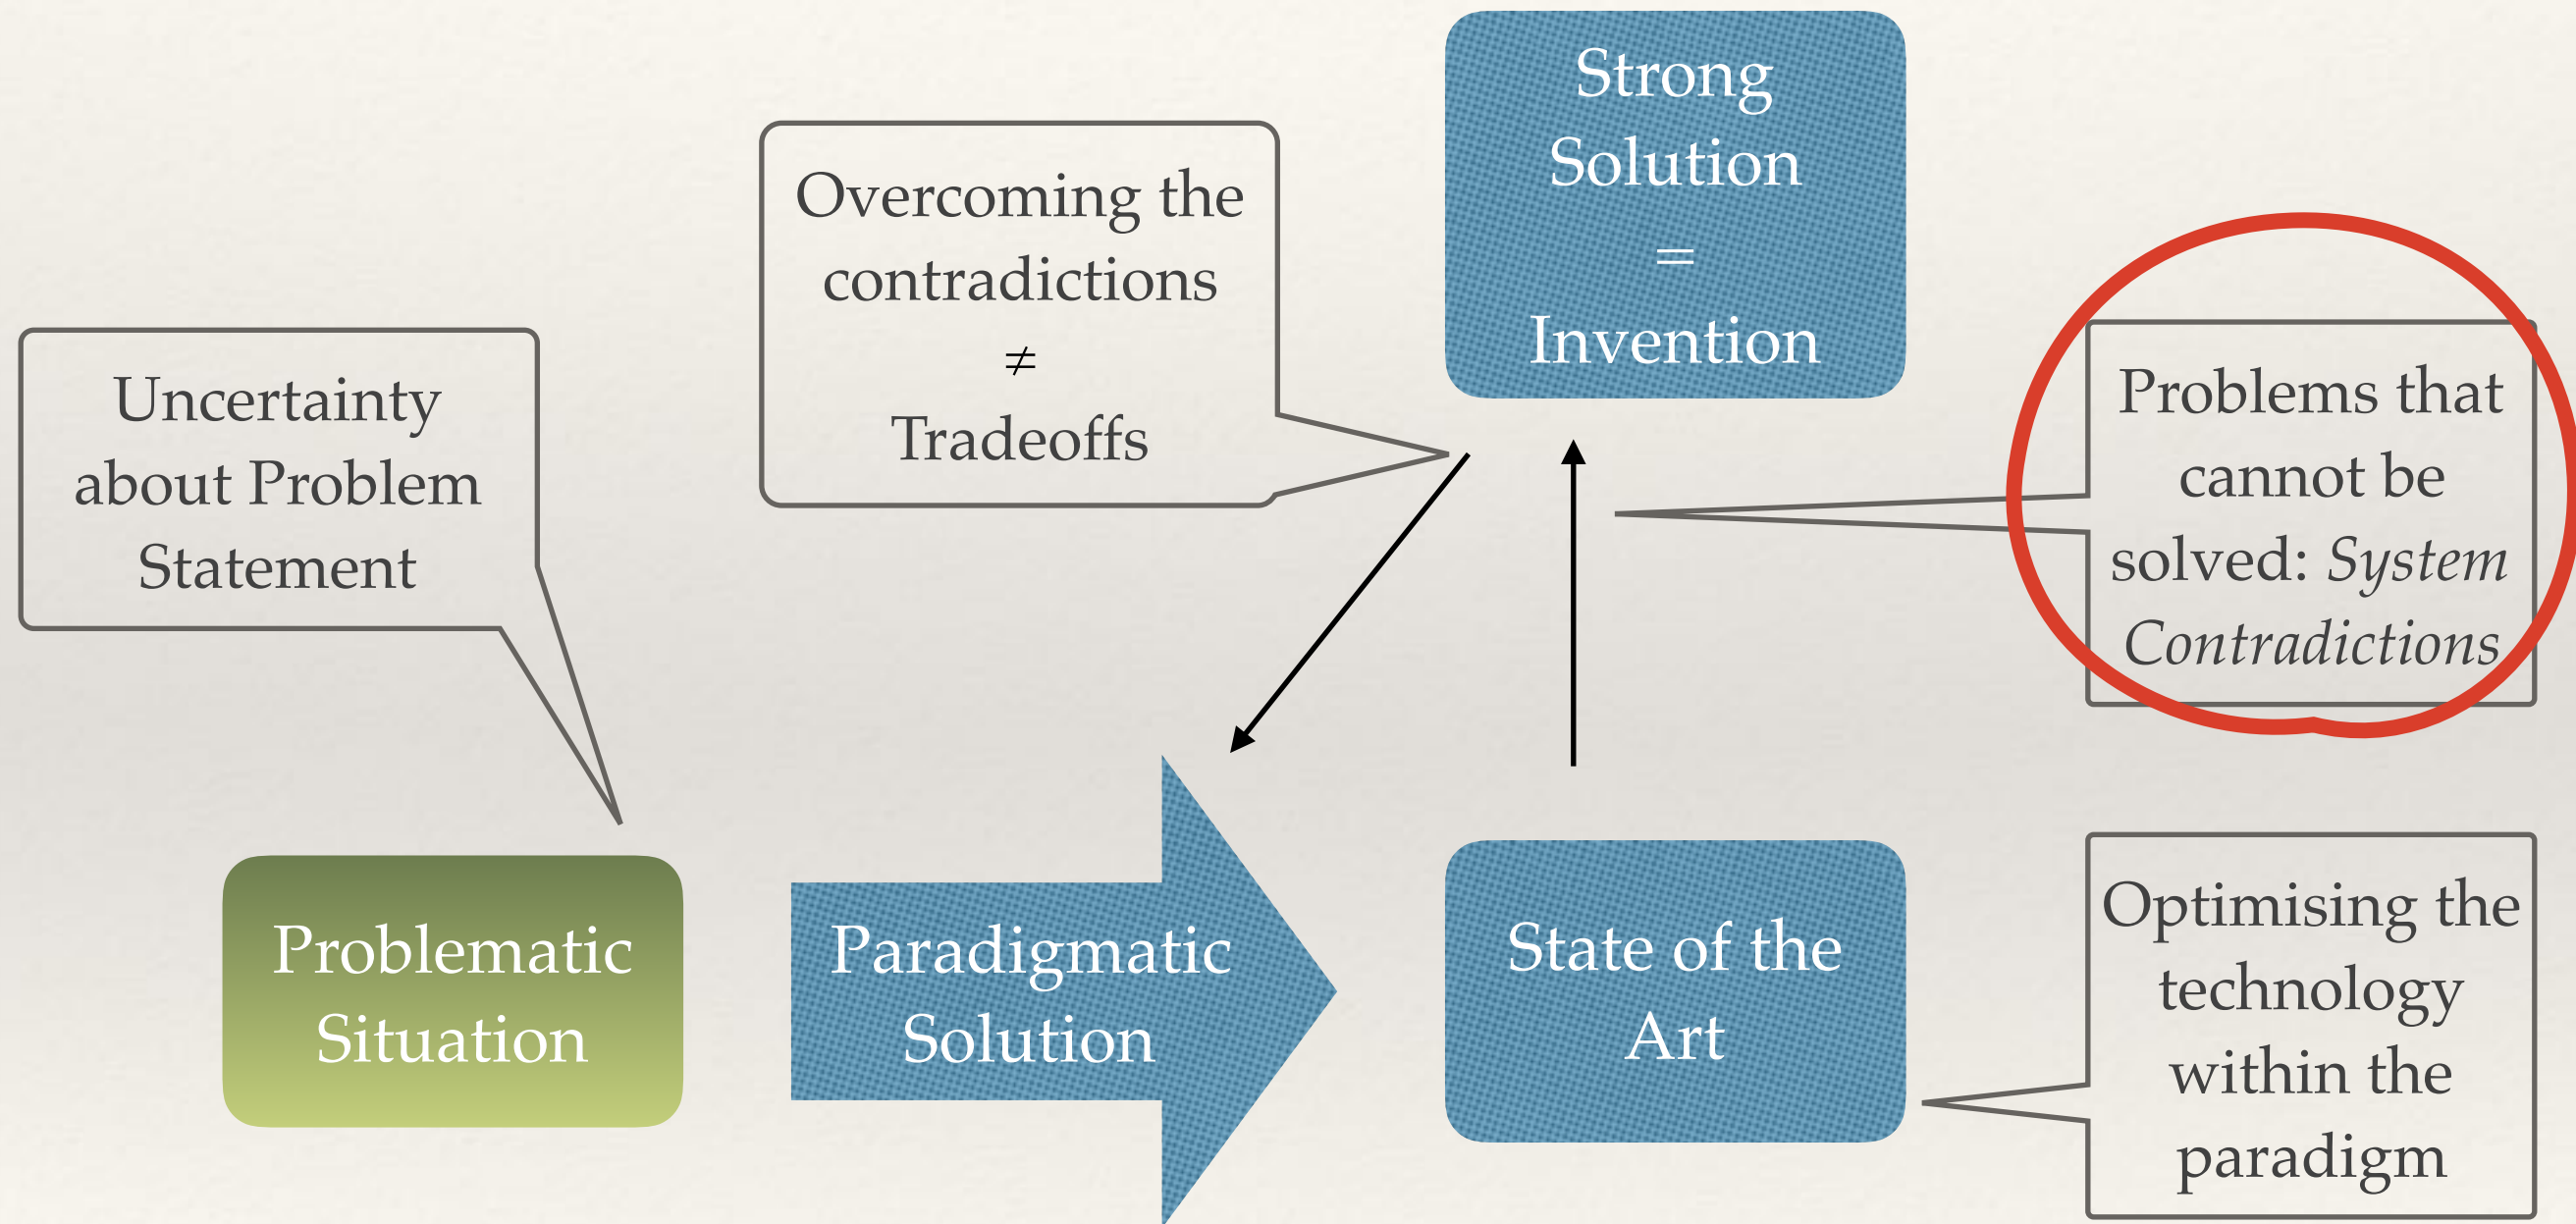 Strong
Solution
=
Invention
Overcoming the
contradictions
≠
Tradeoffs
Uncertainty
about Problem
Statement
Problems that
cannot be
solved: System
Contradictions
Problematic
Situation
Paradigmatic
Solution
State of the
Art
Optimising the
technology
within the
paradigm